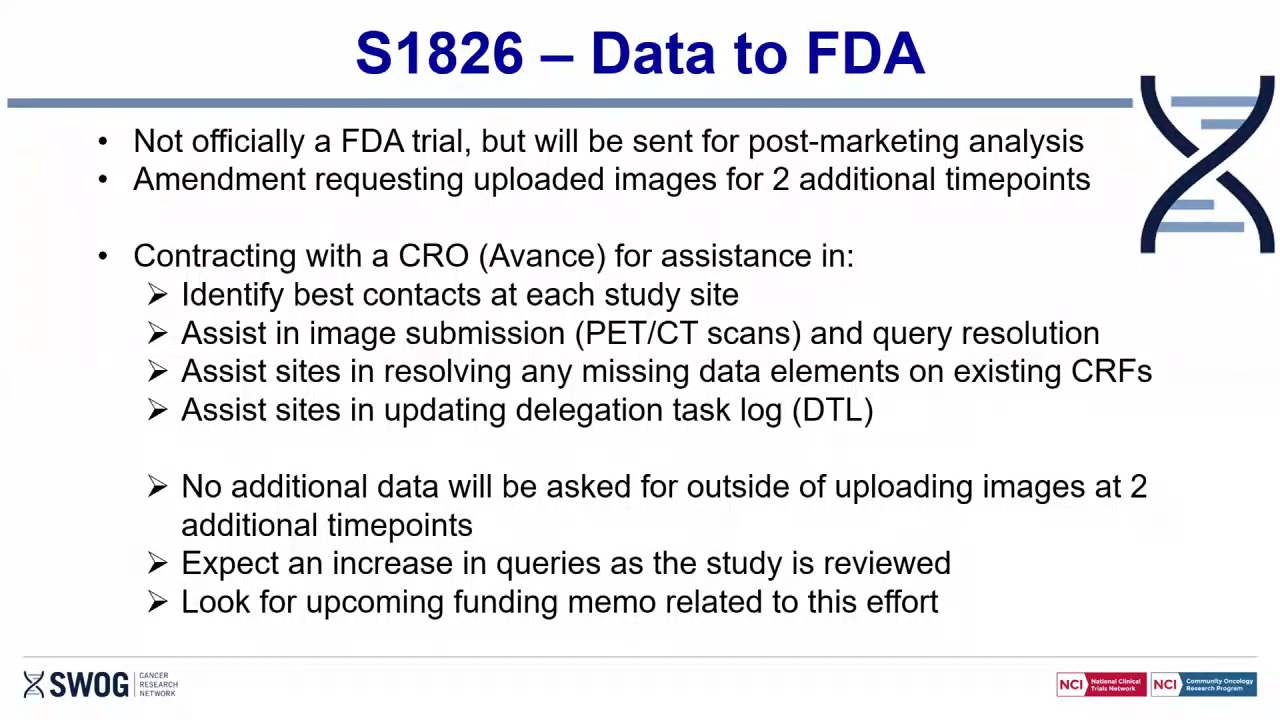 S1826 – Data to FDA
• Not officially a FDA trial, but will be sent for post-marketing analysis
• Amendment requesting uploaded images for 2 additional timepoints
• Contracting with a CRO (Avance) for assistance in:
➢ Identify best contacts at each study site
➢ Assist in image submission (PET/CT scans) and query resolution
➢ Assist sites in resolving any missing data elements on existing CRFs
➢ Assist sites in updating delegation task log (DTL)
➢ No additional data will be asked for outside of uploading images at 2
additional timepoints
➢ Expect an increase in queries as the study is reviewed
➢ Look for upcoming funding memo related to this effort
SWOG
CANCER
RESEARCH
NETWORK
NCI
National Clinical
Trials Network
NCI
Community Oncology
Research Program